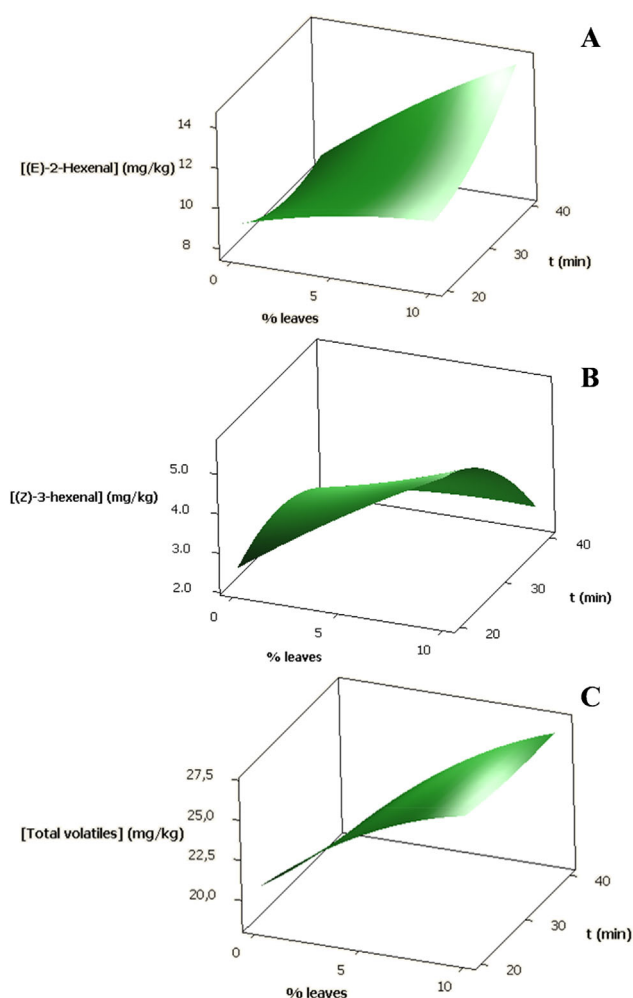 A
14
12
10
8
[(E)-2-Hexenal] (mg/kg)
0
5
10
% leaves
20
30
40
t (min)
B
5.0
4.0
3.0
2.0
[(Z)-3-hexenal] (mg/kg)
0
5
10
% leaves
20
30
40
t (min)
C
27,5
25,0
22,5
20,0
[Total volatiles] (mg/kg)
0
5
10
% leaves
20
30
40
t (min)